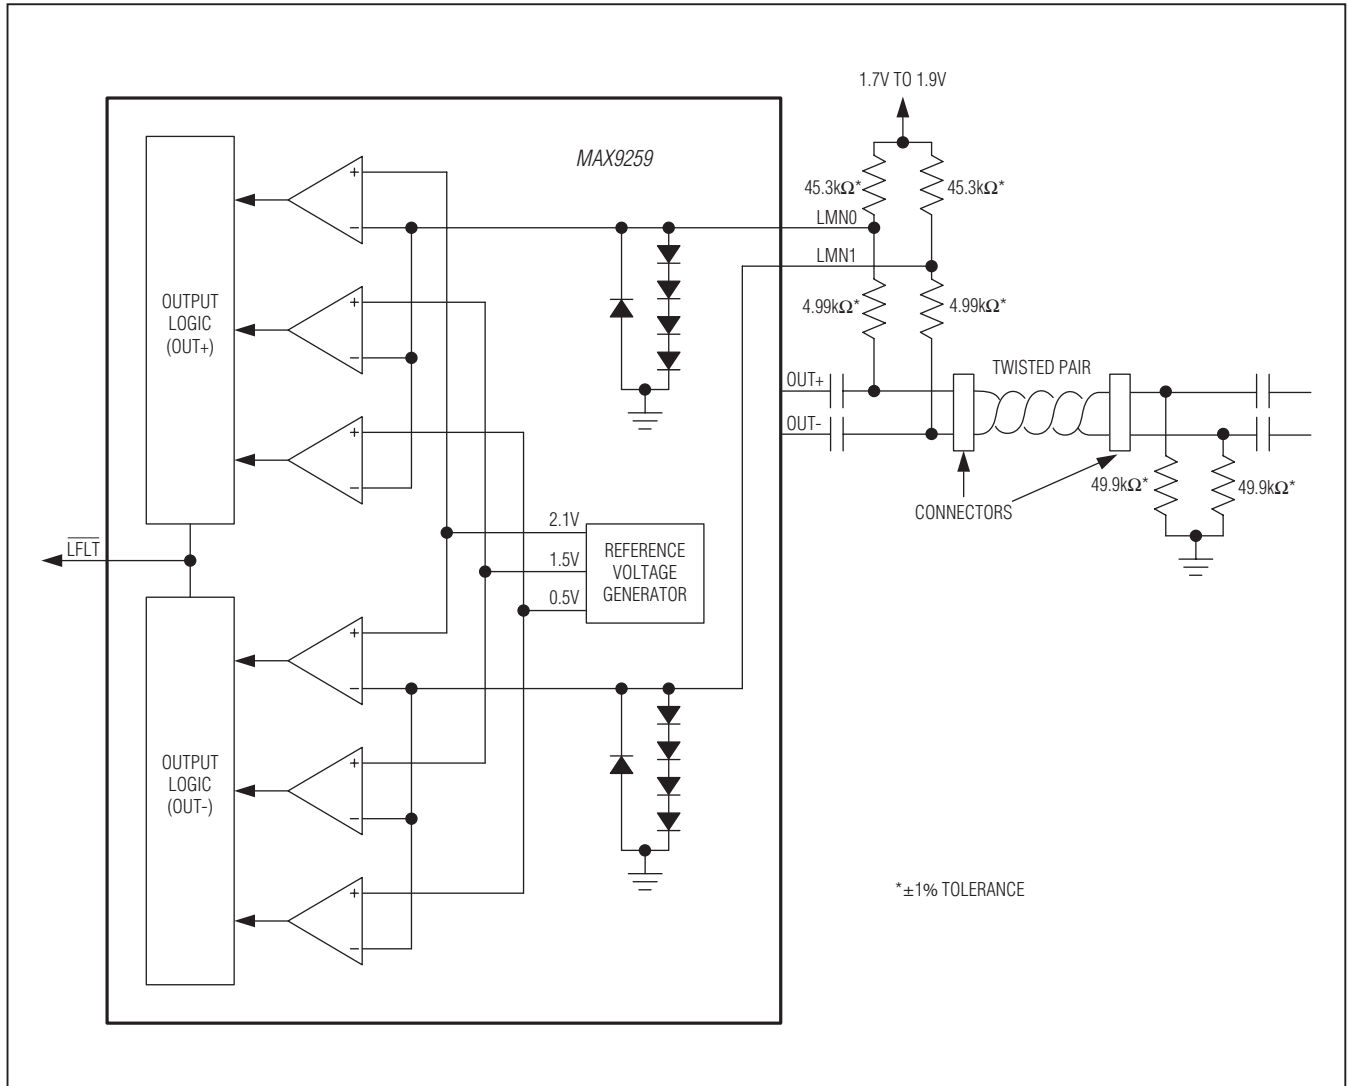 1.7V TO 1.9V
MAX9259
45.3kΩ*
45.3kΩ*
LMN0
LMN1
4.99kΩ*
4.99kΩ*
OUTPUT
LOGIC
(OUT+)
+
−
+
−
+
−
OUT+
OUT-
TWISTED PAIR
CONNECTORS
49.9kΩ*
49.9kΩ*
LFLT
2.1V
1.5V
0.5V
REFERENCE
VOLTAGE
GENERATOR
OUTPUT
LOGIC
(OUT-)
+
−
+
−
+
−
*±1% TOLERANCE